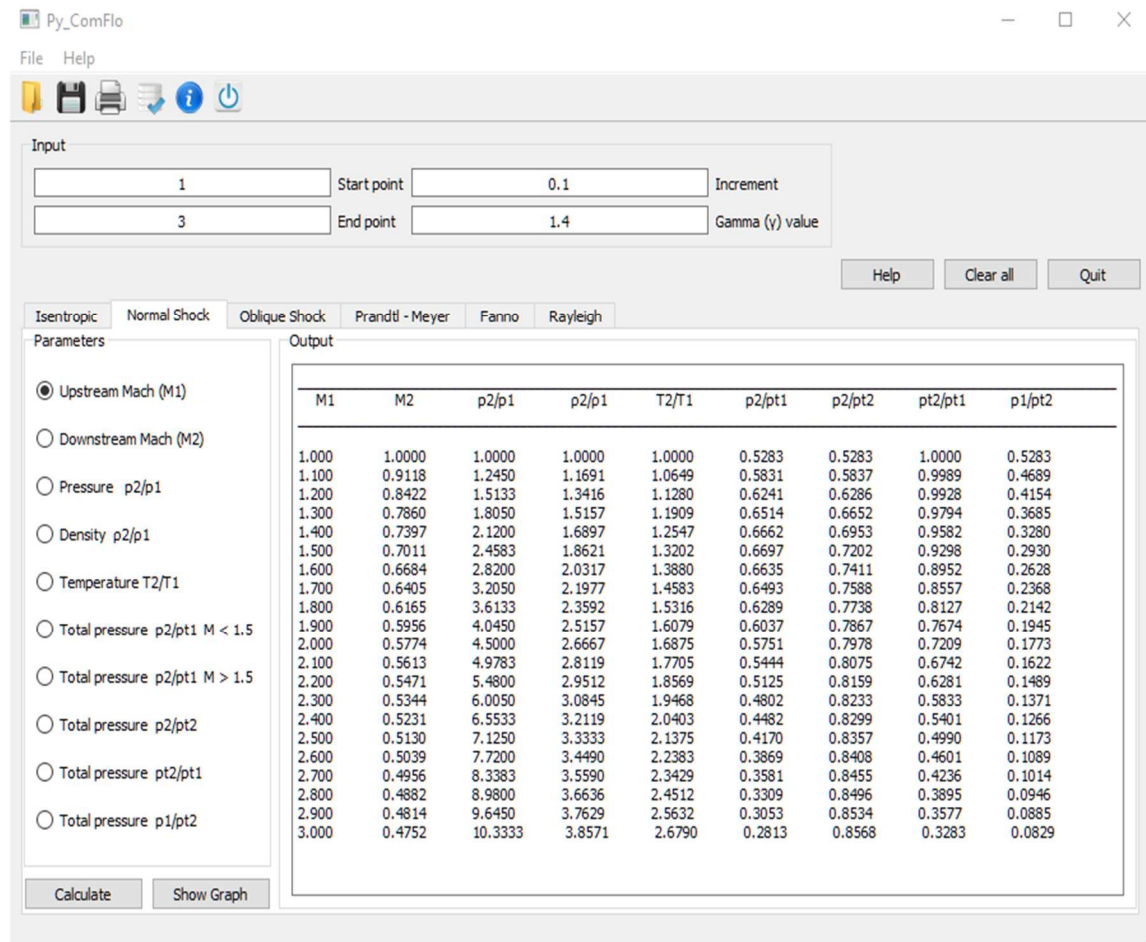 Py_ComFlo
File Help
Input
1 Start point 0.1 Increment
3 End point 1.4 Gamma (γ) value
Help Clear all Quit
Isentropic Normal Shock Oblique Shock Prandtl - Meyer Fanno Rayleigh
Parameters
Upstream Mach (M1)
Downstream Mach (M2)
Pressure p2/p1
Density ρ2/ρ1
Temperature T2/T1
Total pressure p2/pt1 M < 1.5
Total pressure p2/pt1 M > 1.5
Total pressure p2/pt2
Total pressure pt2/pt1
Total pressure p1/pt2
Calculate Show Graph
Output
M1 M2 p2/p1 ρ2/ρ1 T2/T1 p2/pt1 p2/pt2 pt2/pt1 p1/pt2
1.000 1.0000 1.0000 1.0000 1.0000 0.5283 0.5283 1.0000 0.5283
1.100 0.9118 1.2450 1.1691 1.0649 0.5831 0.5837 0.9989 0.4689
1.200 0.8422 1.5133 1.3416 1.1280 0.6241 0.6286 0.9928 0.4154
1.300 0.7860 1.8050 1.5157 1.1909 0.6514 0.6652 0.9794 0.3685
1.400 0.7397 2.1200 1.6897 1.2547 0.6662 0.6953 0.9582 0.3280
1.500 0.7011 2.4583 1.8621 1.3202 0.6697 0.7202 0.9298 0.2930
1.600 0.6684 2.8200 2.0317 1.3880 0.6635 0.7411 0.8952 0.2628
1.700 0.6405 3.2050 2.1977 1.4583 0.6493 0.7588 0.8557 0.2368
1.800 0.6165 3.6133 2.3592 1.5316 0.6289 0.7738 0.8127 0.2142
1.900 0.5956 4.0450 2.5157 1.6079 0.6037 0.7867 0.7674 0.1945
2.000 0.5774 4.5000 2.6667 1.6875 0.5751 0.7978 0.7209 0.1773
2.100 0.5613 4.9783 2.8119 1.7705 0.5444 0.8075 0.6742 0.1622
2.200 0.5471 5.4800 2.9512 1.8569 0.5125 0.8159 0.6281 0.1489
2.300 0.5344 6.0050 3.0845 1.9468 0.4802 0.8233 0.5833 0.1371
2.400 0.5231 6.5533 3.2119 2.0403 0.4482 0.8299 0.5401 0.1266
2.500 0.5130 7.1250 3.3333 2.1375 0.4170 0.8357 0.4990 0.1173
2.600 0.5039 7.7200 3.4490 2.2383 0.3869 0.8408 0.4601 0.1089
2.700 0.4956 8.3383 3.5590 2.3429 0.3581 0.8455 0.4236 0.1014
2.800 0.4882 8.9800 3.6636 2.4512 0.3309 0.8496 0.3895 0.0946
2.900 0.4814 9.6450 3.7629 2.5632 0.3053 0.8534 0.3577 0.0885
3.000 0.4752 10.3333 3.8571 2.6790 0.2813 0.8568 0.3283 0.0829